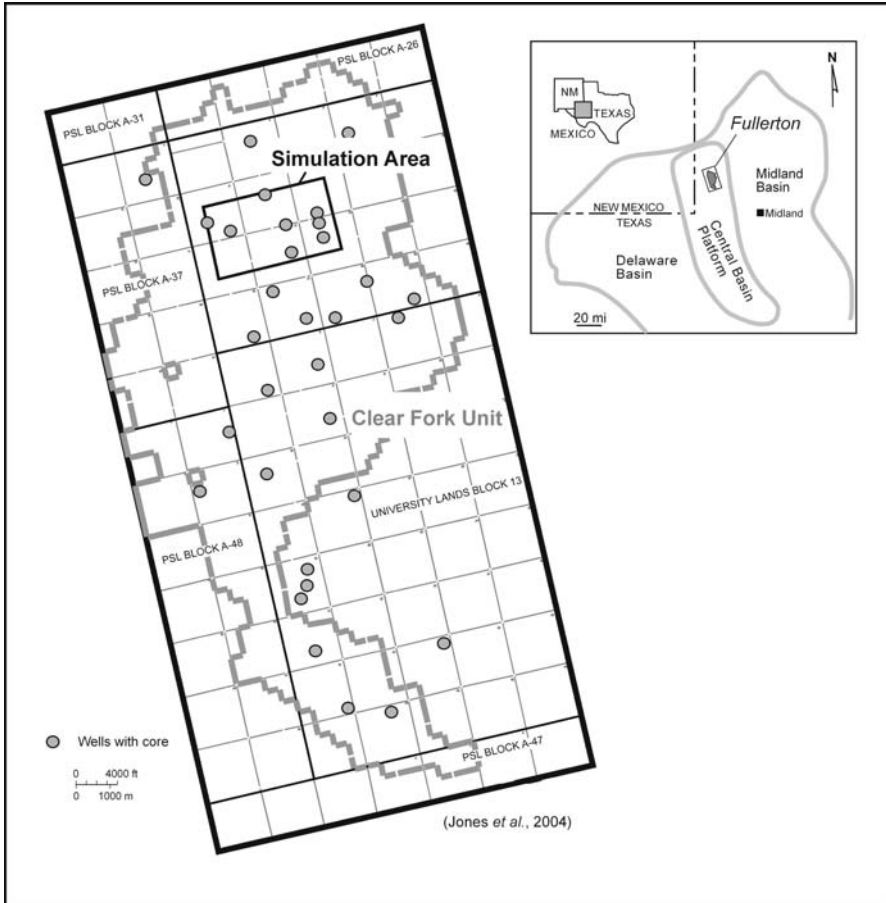 PSL BLOCK A-26
PSL BLOCK A-31
Simulation Area
PSL BLOCK A-37
Clear Fork Unit
UNIVERSITY LANDS BLOCK 13
PSL BLOCK A-48
PSL BLOCK A-47
Wells with core
0 4000 ft
0 1000 m
(Jones et al., 2004)
N
NM
TEXAS
MEXICO
Fullerton
Midland
Basin
NEW MEXICO
TEXAS
Midland
Delaware
Basin
Central Basin
Platform
20 mi